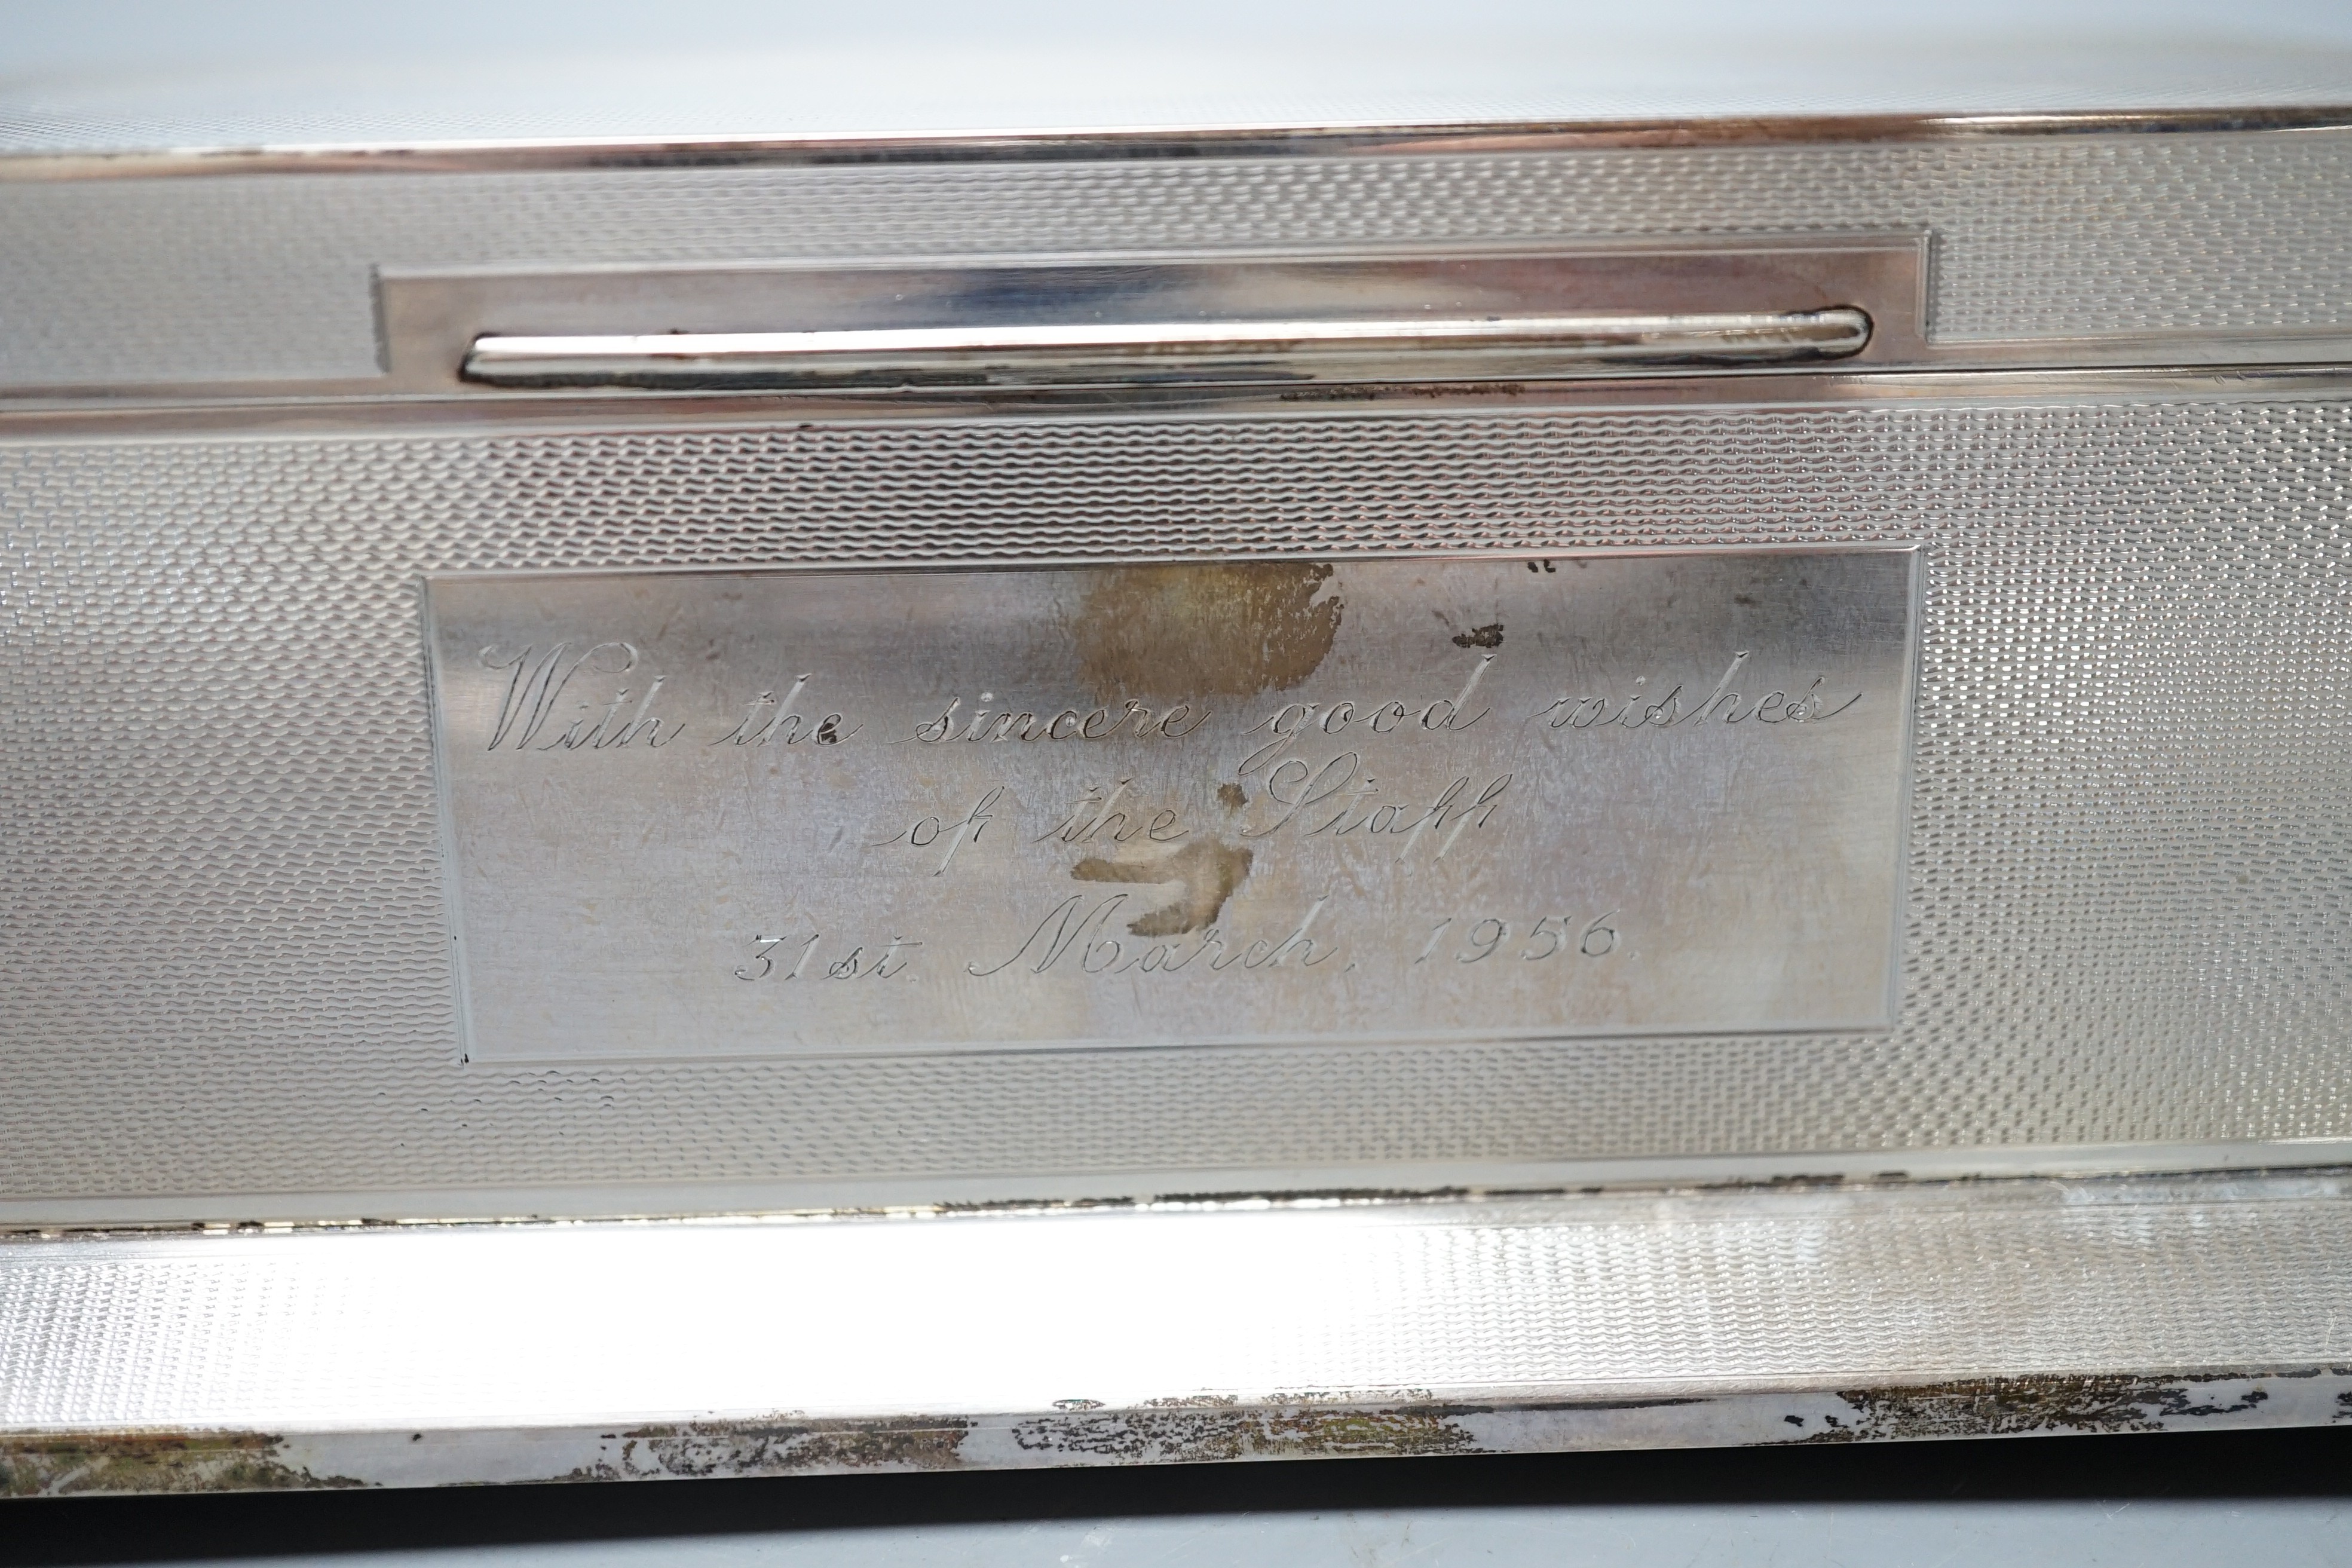 With the sincere good wishes
of the Staff
31st. March, 1956.